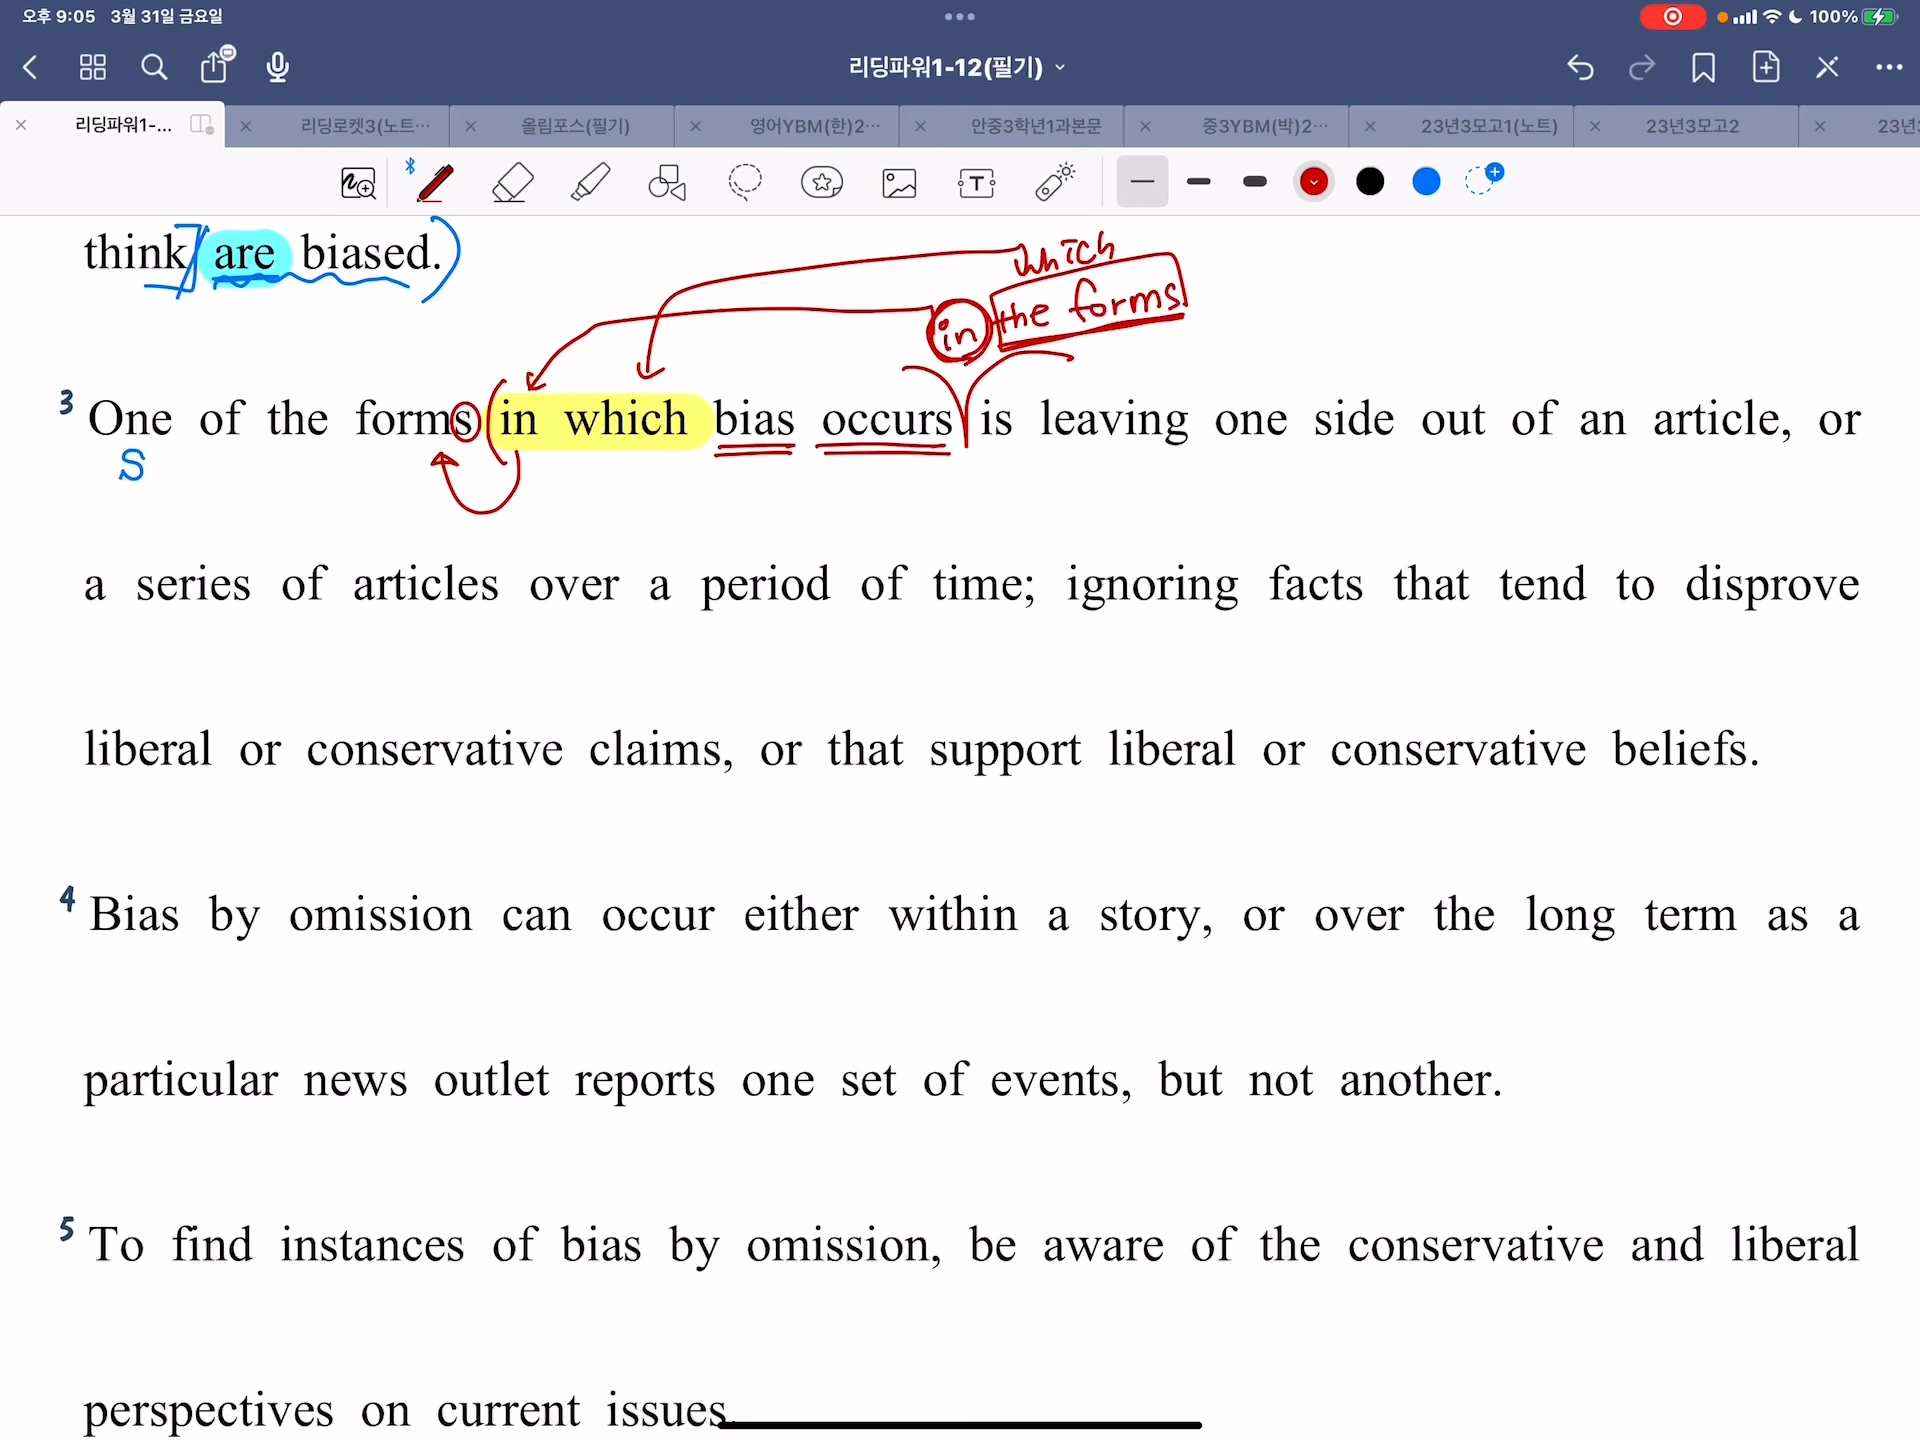 오후 9:05 3월 31일 금요일
100%
리딩파워1-12(필기)
리딩파워1-...
리딩로켓3(노트…
올림포스(필기)
영어YBM(한)2…
안중3학년1과본문
중3YBM(박)2…
23년3모고1(노트)
23년3모고2
23년
think are biased.
which
in the forms
3 One of the forms in which bias occurs is leaving one side out of an article, or
S
a series of articles over a period of time; ignoring facts that tend to disprove
liberal or conservative claims, or that support liberal or conservative beliefs.
4 Bias by omission can occur either within a story, or over the long term as a
particular news outlet reports one set of events, but not another.
5 To find instances of bias by omission, be aware of the conservative and liberal
perspectives on current issues.